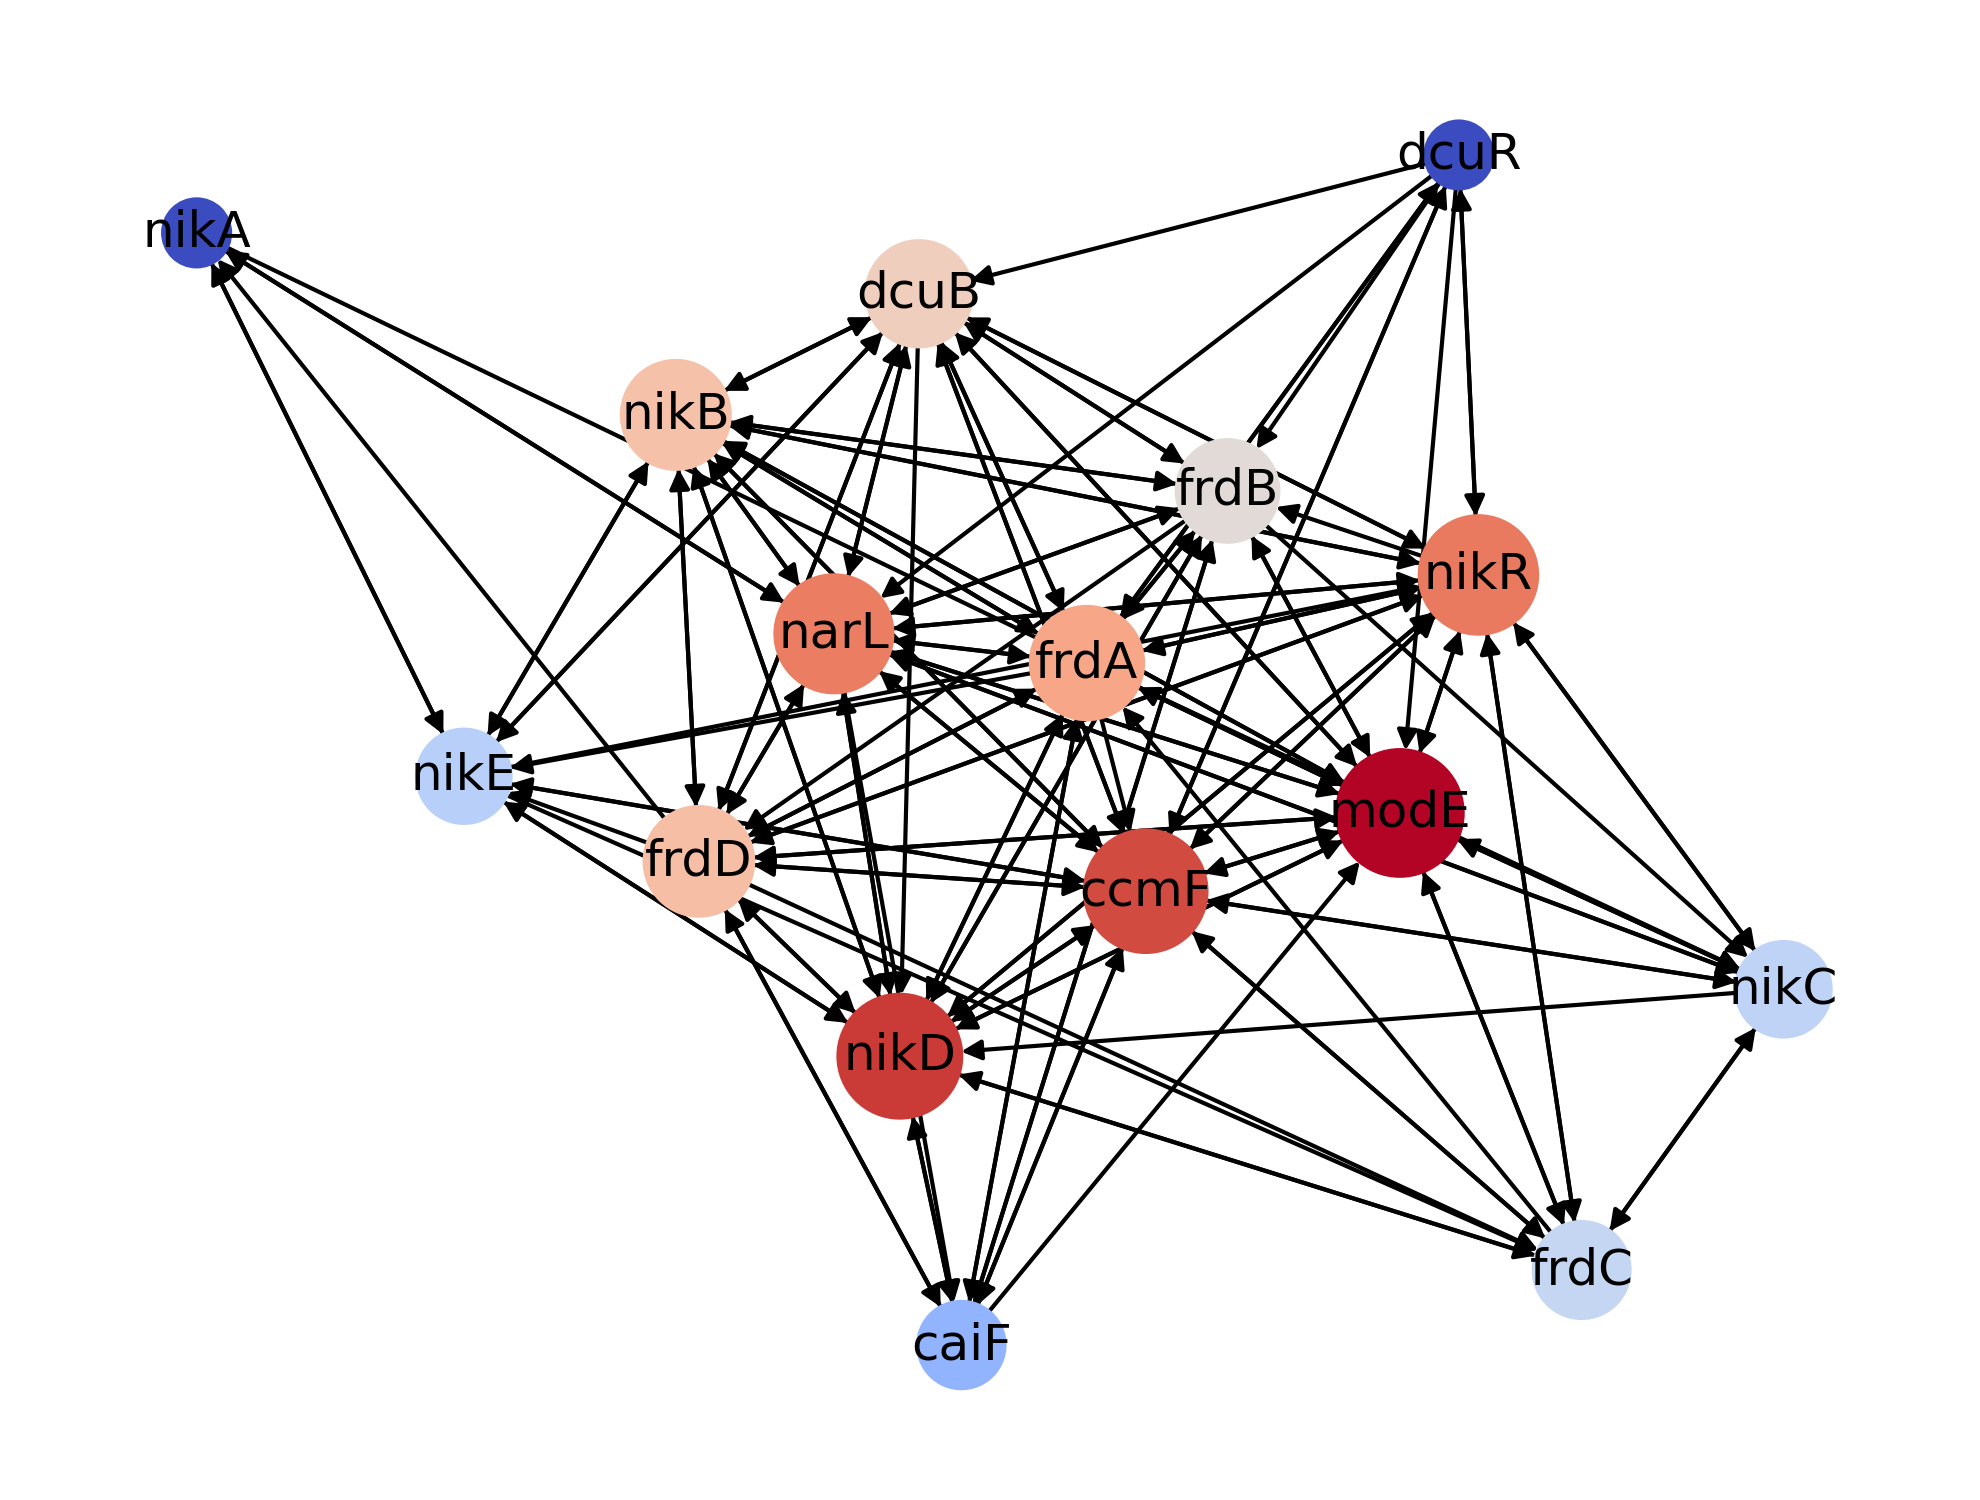 dcuR
nikA
dcuB
nikB
frdB
nikR
narL
frdA
nikE
modE
frdD
ccmF
nikC
nikD
frdC
caiF